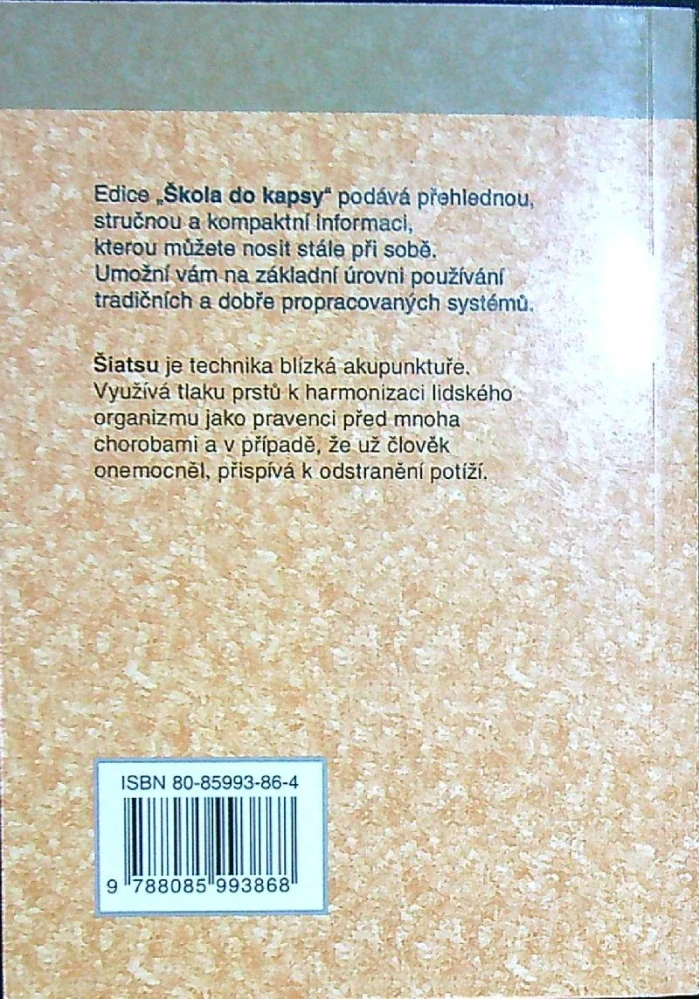 Edice „Škola do kapsy“ podává přehlednou,
stručnou a kompaktní informaci,
kterou můžete nosit stále při sobě.
Umožní vám na základní úrovni používání
tradičních a dobře propracovaných systémů.
Šiatsu je technika blízká akupunktuře.
Využívá tlaku prstů k harmonizaci lidského
organizmu jako pravenci před mnoha
chorobami a v případě, že už člověk
onemocněl, přispívá k odstranění potíží.
ISBN 80-85993-86-4
9 788085 993868